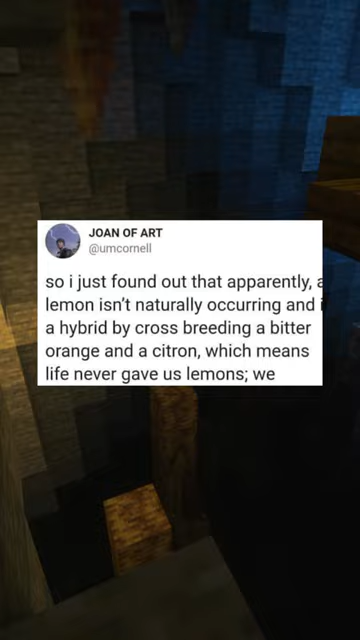 JOAN OF ART
@umcornell
so i just found out that apparently, a
lemon isn't naturally occurring and
a hybrid by cross breeding a bitter
orange and a citron, which means
life never gave us lemons; we